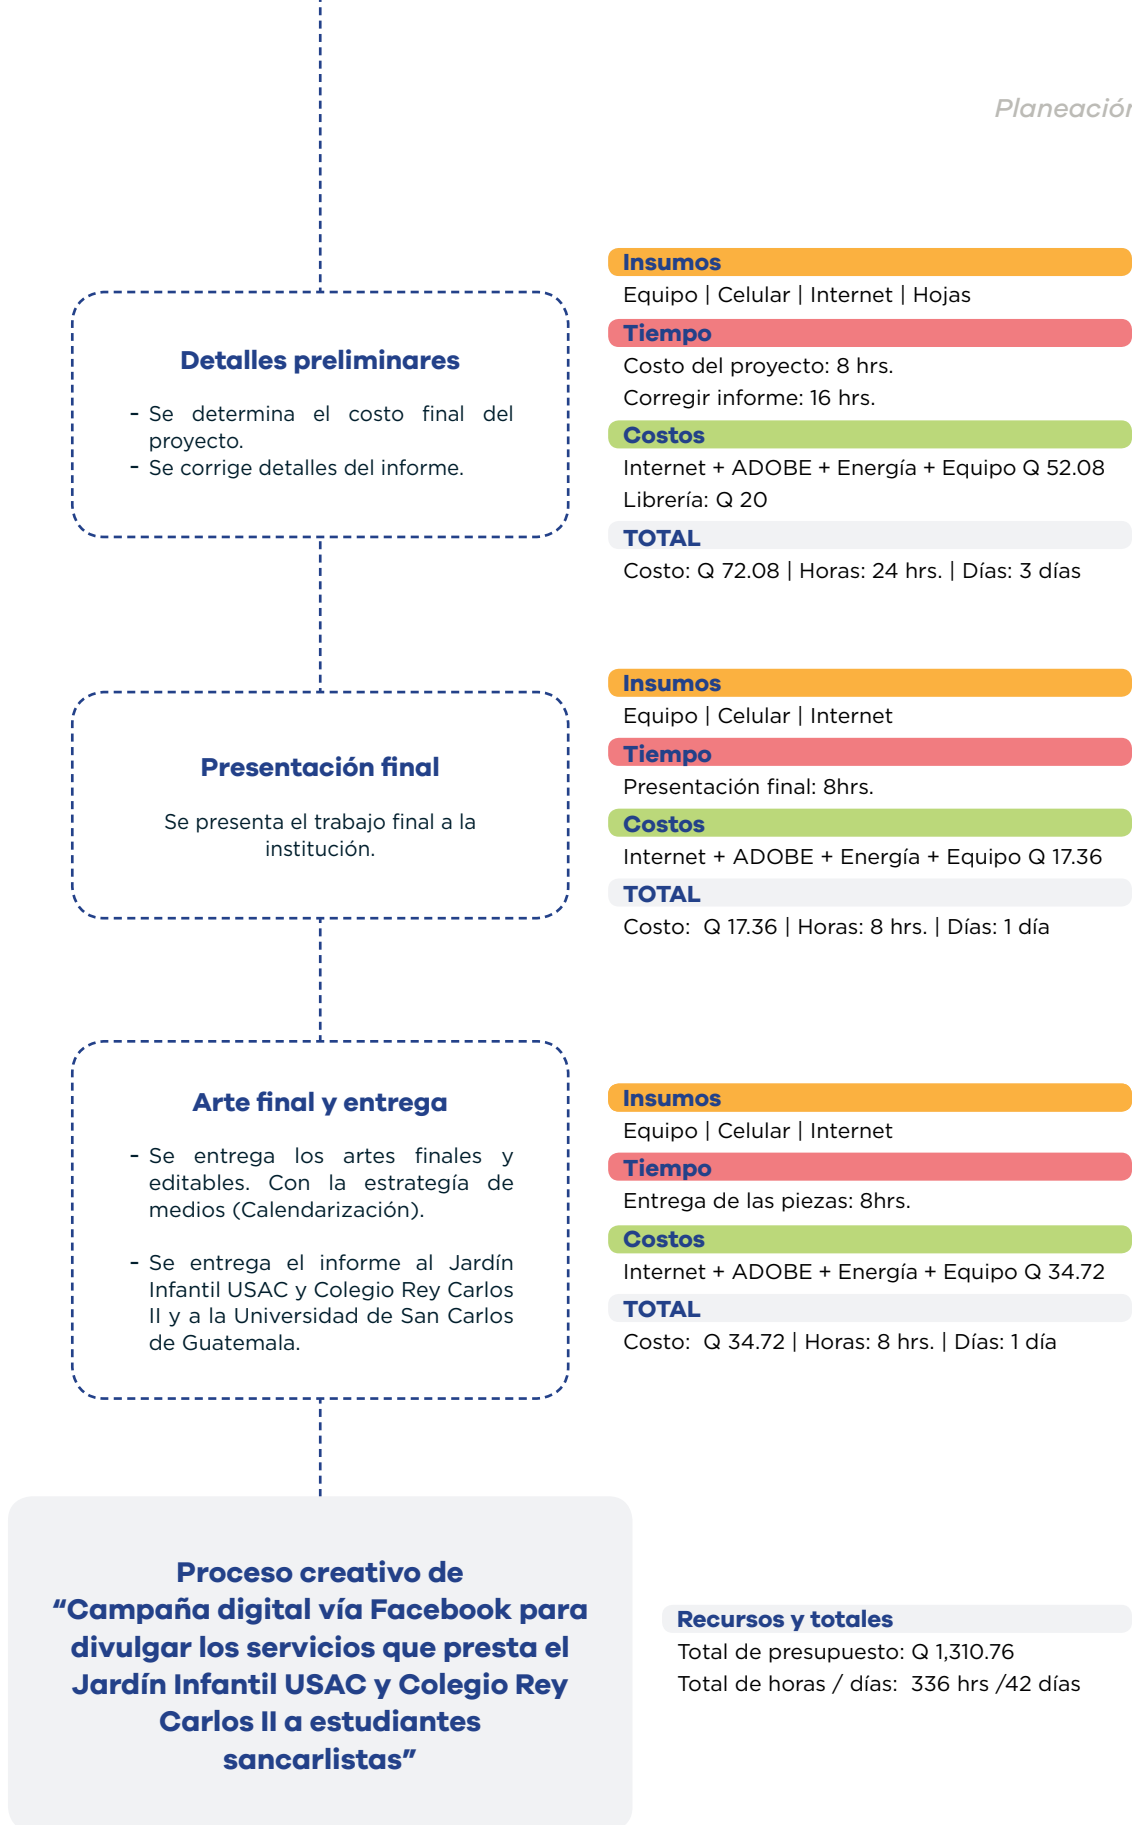 Planeación
Detalles preliminares
- Se determina el costo final del
proyecto.
- Se corrige detalles del informe.
Insumos
Equipo | Celular | Internet | Hojas
Tiempo
Costo del proyecto: 8 hrs.
Corregir informe: 16 hrs.
Costos
Internet + ADOBE + Energía + Equipo Q 52.08
Librería: Q 20
TOTAL
Costo: Q 72.08 | Horas: 24 hrs. | Días: 3 días
Presentación final
Se presenta el trabajo final a la
institución.
Insumos
Equipo | Celular | Internet
Tiempo
Presentación final: 8hrs.
Costos
Internet + ADOBE + Energía + Equipo Q 17.36
TOTAL
Costo: Q 17.36 | Horas: 8 hrs. | Días: 1 día
Arte final y entrega
- Se entrega los artes finales y
editables. Con la estrategía de
medios (Calendarización).
- Se entrega el informe al Jardín
Infantil USAC y Colegio Rey Carlos
II y a la Universidad de San Carlos
de Guatemala.
Insumos
Equipo | Celular | Internet
Tiempo
Entrega de las piezas: 8hrs.
Costos
Internet + ADOBE + Energía + Equipo Q 34.72
TOTAL
Costo: Q 34.72 | Horas: 8 hrs. | Días: 1 día
Proceso creativo de
“Campaña digital vía Facebook para
divulgar los servicios que presta el
Jardín Infantil USAC y Colegio Rey
Carlos II a estudiantes
sancarlistas”
Recursos y totales
Total de presupuesto: Q 1,310.76
Total de horas / días: 336 hrs /42 días